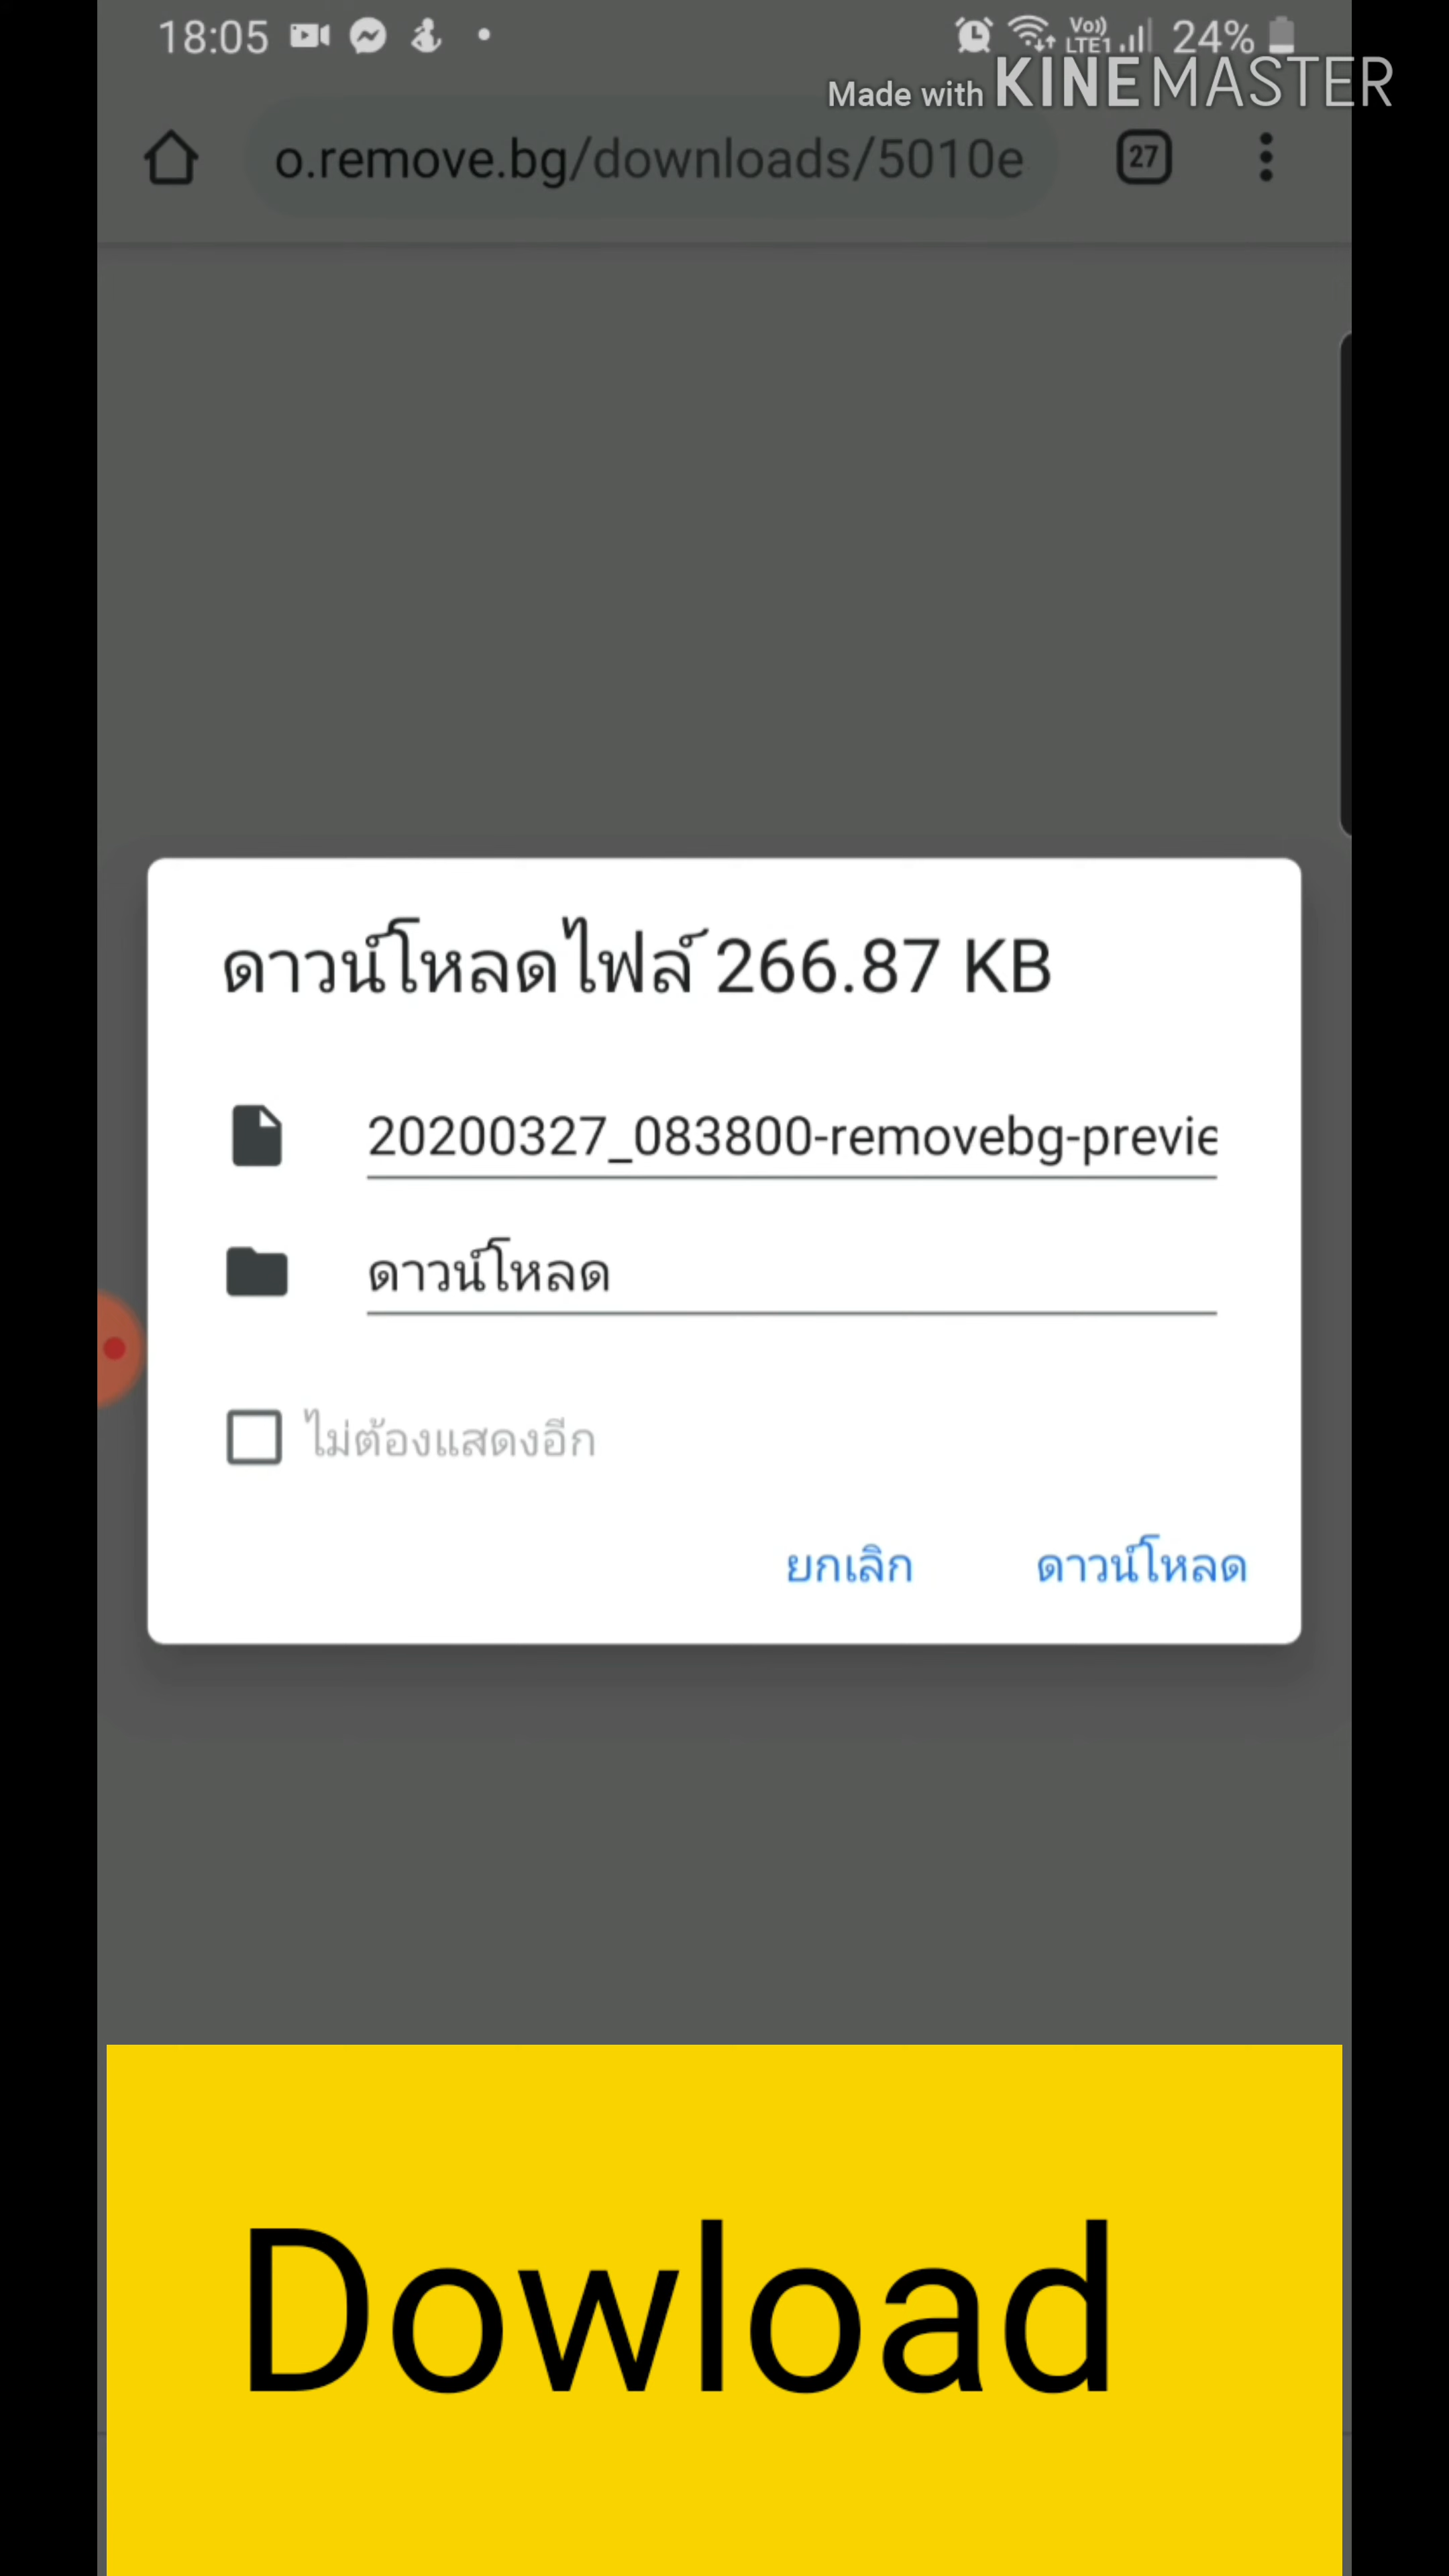 18:05
Vo)) LTE1 24%
Made with KINEMASTER
o.remove.bg/downloads/5010e
27
ดาวน์โหลดไฟล์ 266.87 KB
20200327_083800-removebg-previe
ดาวน์โหลด
ไม่ต้องแสดงอีก
ยกเลิก ดาวน์โหลด
Dowload